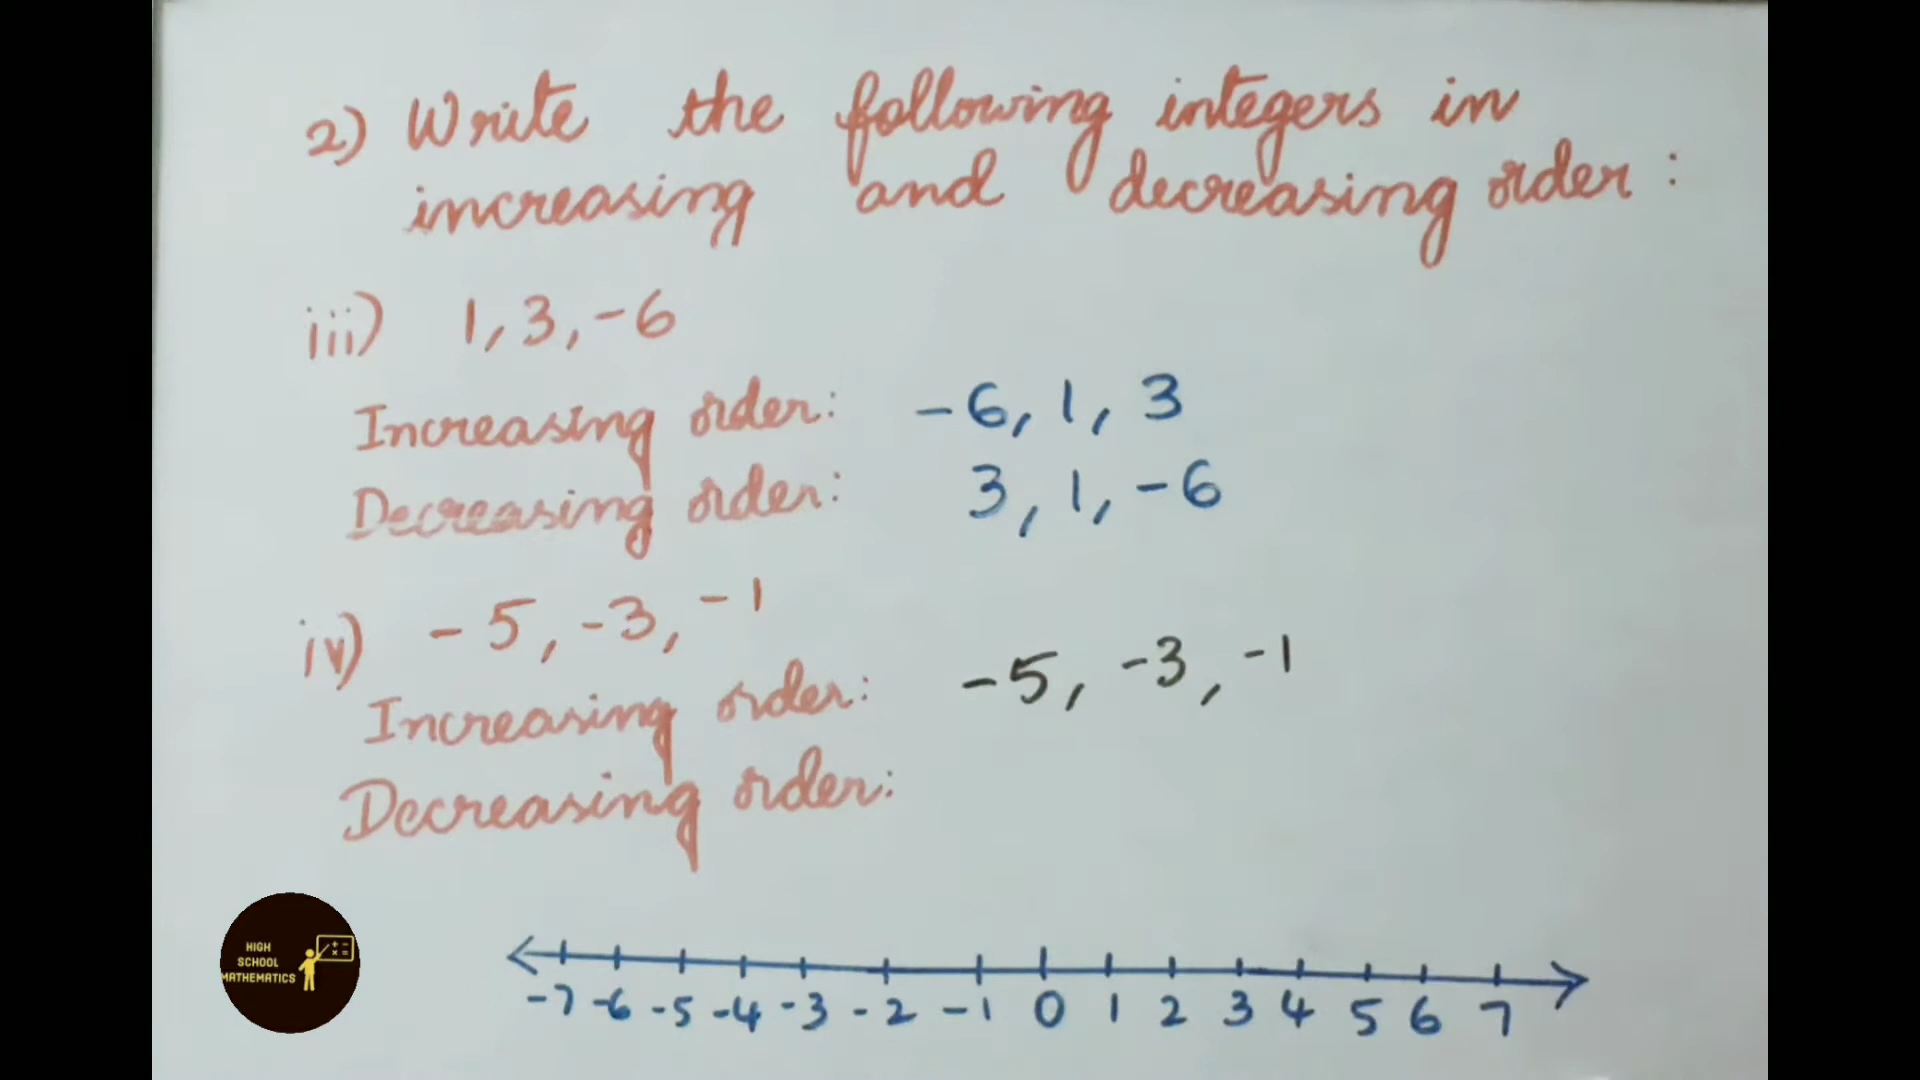 2) Write the following integers in
increasing and decreasing order :
iii) 1, 3, -6
Increasing order: -6, 1, 3
Decreasing order: 3, 1, -6
iv) -5, -3, -1
Increasing order: -5, -3, -1
Decreasing order:
HIGH
SCHOOL
MATHEMATICS
-7 -6 -5 -4 -3 -2 -1 0 1 2 3 4 5 6 7